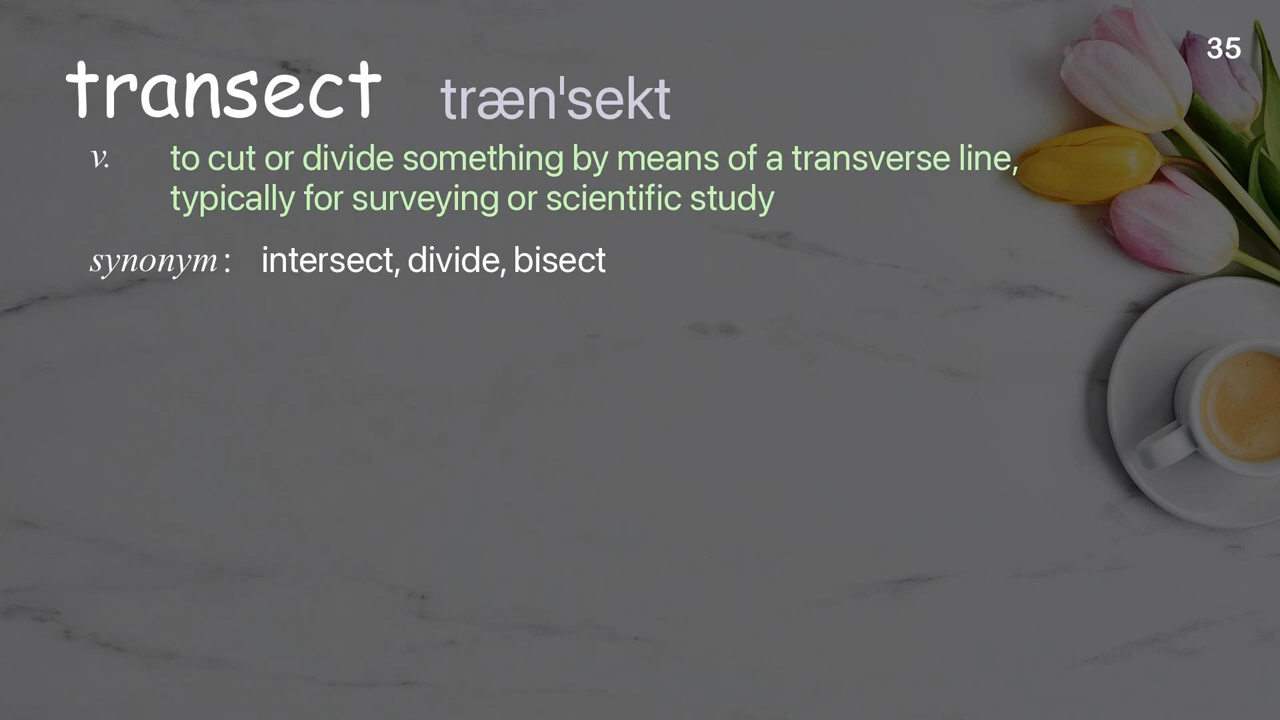 35
transect træn'sekt
v. to cut or divide something by means of a transverse line,
typically for surveying or scientific study
synonym : intersect, divide, bisect